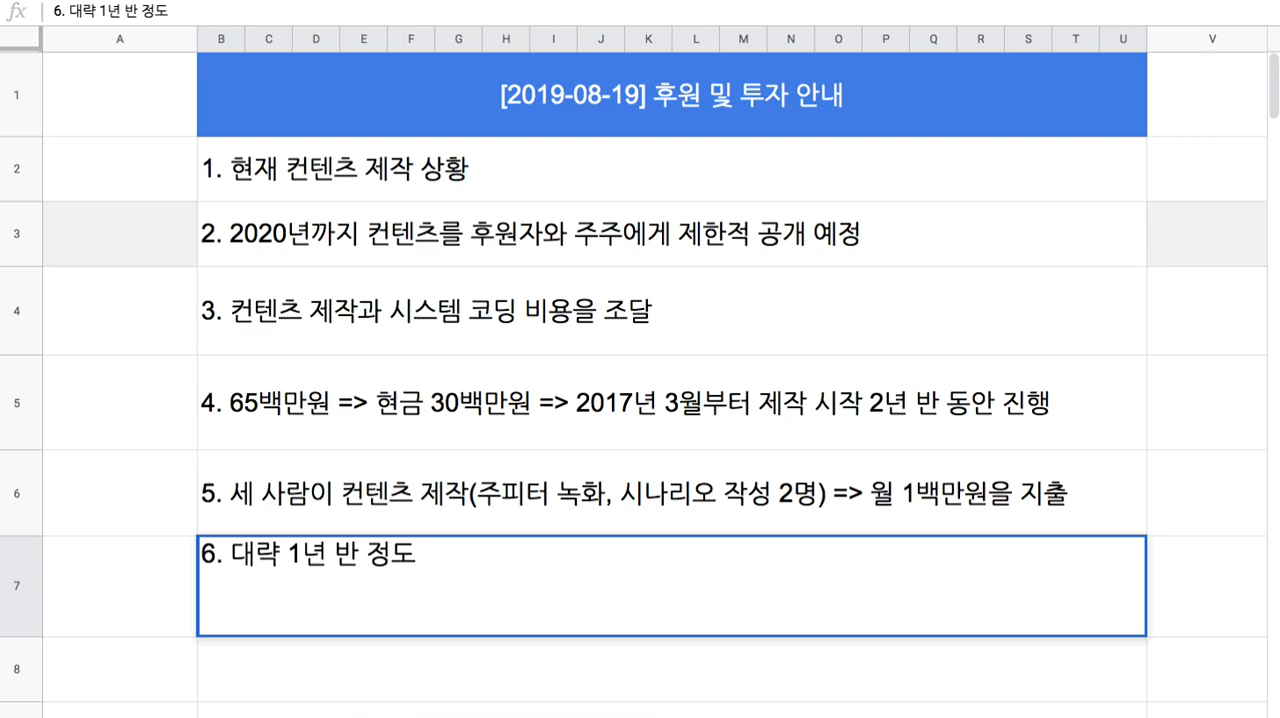 fx 6. 대략 1년 반 정도
A B C D E F G H I J K L M N O P Q R S T U V
1 [2019-08-19] 후원 및 투자 안내
2 1. 현재 컨텐츠 제작 상황
3 2. 2020년까지 컨텐츠를 후원자와 주주에게 제한적 공개 예정
4 3. 컨텐츠 제작과 시스템 코딩 비용을 조달
5 4. 65백만원 => 현금 30백만원 => 2017년 3월부터 제작 시작 2년 반 동안 진행
6 5. 세 사람이 컨텐츠 제작(주피터 녹화, 시나리오 작성 2명) => 월 1백만원을 지출
7 6. 대략 1년 반 정도
8